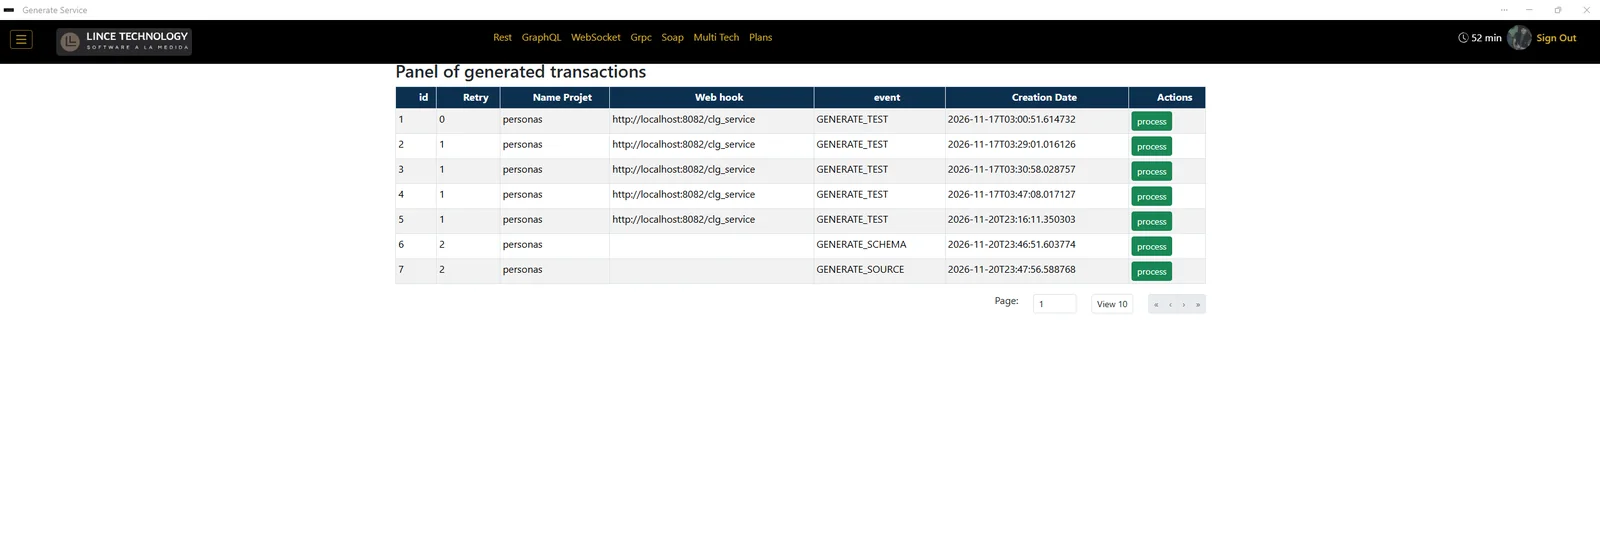 Generate Service
LINCE TECHNOLOGY
SOFTWARE A LA MEDIDA
Rest GraphQL WebSocket Grpc Soap Multi Tech Plans
52 min Sign Out
Panel of generated transactions
id Retry Name Projet Web hook event Creation Date Actions
1 0 personas http://localhost:8082/clg_service GENERATE_TEST 2026-11-17T03:00:51.614732 process
2 1 personas http://localhost:8082/clg_service GENERATE_TEST 2026-11-17T03:29:01.016126 process
3 1 personas http://localhost:8082/clg_service GENERATE_TEST 2026-11-17T03:30:58.028757 process
4 1 personas http://localhost:8082/clg_service GENERATE_TEST 2026-11-17T03:47:08.017127 process
5 1 personas http://localhost:8082/clg_service GENERATE_TEST 2026-11-20T23:16:11.350303 process
6 2 personas GENERATE_SCHEMA 2026-11-20T23:46:51.603774 process
7 2 personas GENERATE_SOURCE 2026-11-20T23:47:56.588768 process
Page: 1 View 10 « ‹ › »